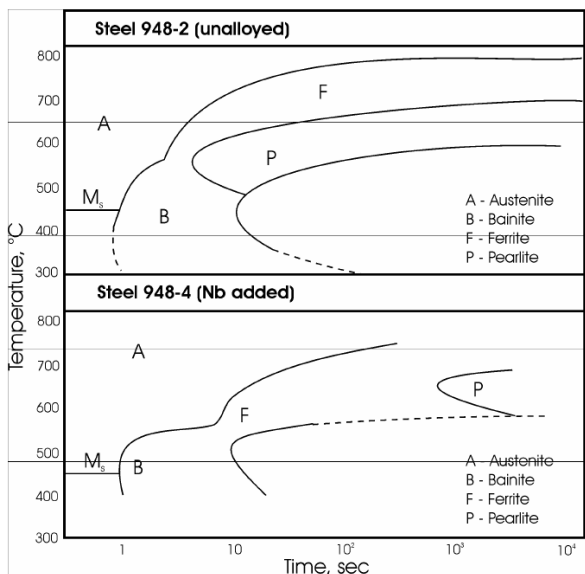 Steel 948-2 (unalloyed)
800
700
600
500
400
300
A
F
P
B
Ms
A - Austenite
B - Bainite
F - Ferrite
P - Pearlite
Steel 948-4 (Nb added)
800
700
600
500
400
300
A
F
P
B
Ms
A - Austenite
B - Bainite
F - Ferrite
P - Pearlite
Temperature, °C
1 10 10² 10³ 10⁴
Time, sec